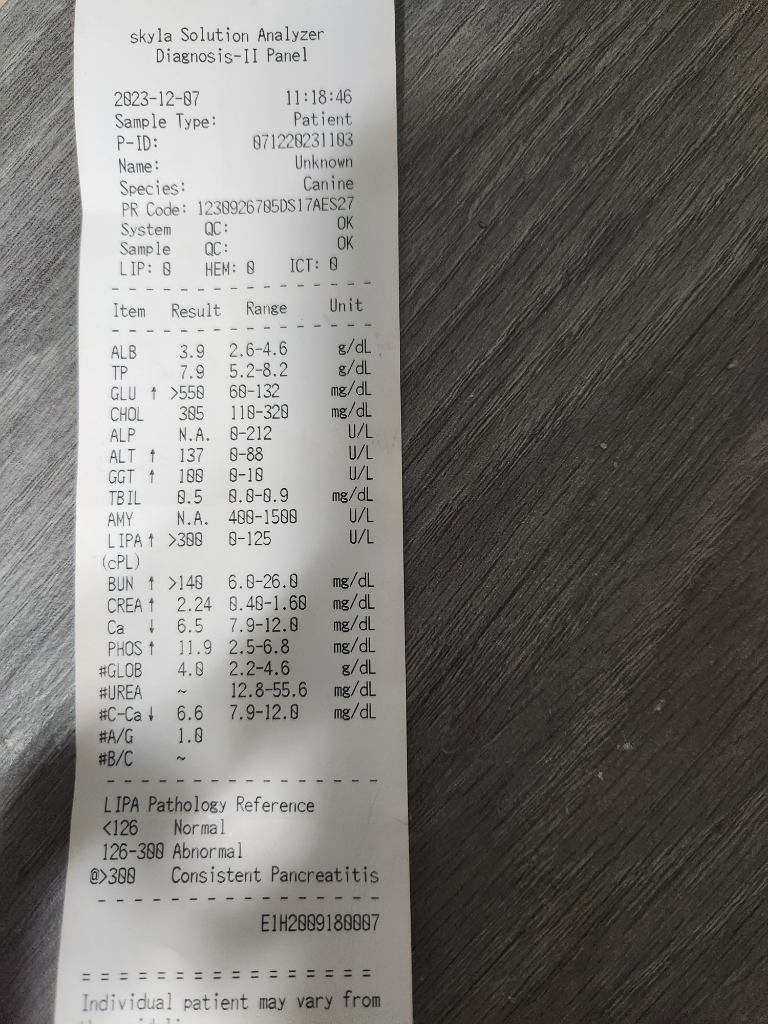 skyla Solution Analyzer
Diagnosis-II Panel
2023-12-07 11:18:46
Sample Type: Patient
P-ID: 071220231103
Name: Unknown
Species: Canine
PR Code: 1230926705DS17AES27
System QC: OK
Sample QC: OK
LIP: 0 HEM: 0 ICT: 0
- - - - - - - - - - - - - - - -
Item Result Range Unit
- - - - - - - - - - - - - - - -
ALB 3.9 2.6-4.6 g/dL
TP 7.9 5.2-8.2 g/dL
GLU ↑ >550 60-132 mg/dL
CHOL 305 110-320 mg/dL
ALP N.A. 0-212 U/L
ALT ↑ 137 0-88 U/L
GGT ↑ 100 0-10 U/L
TBIL 0.5 0.0-0.9 mg/dL
AMY N.A. 400-1500 U/L
LIPA↑ >300 0-125 U/L
(cPL)
BUN ↑ >140 6.0-26.0 mg/dL
CREA↑ 2.24 0.40-1.60 mg/dL
Ca ↓ 6.5 7.9-12.0 mg/dL
PHOS↑ 11.9 2.5-6.8 mg/dL
#GLOB 4.0 2.2-4.6 g/dL
#UREA ~ 12.8-55.6 mg/dL
#C-Ca↓ 6.6 7.9-12.0 mg/dL
#A/G 1.0
#B/C ~
- - - - - - - - - - - - - - - -
LIPA Pathology Reference
<126 Normal
126-300 Abnormal
@>300 Consistent Pancreatitis
- - - - - - - - - - - - - - - -
E1H2009180007
= = = = = = = = = = = = = = = =
Individual patient may vary from